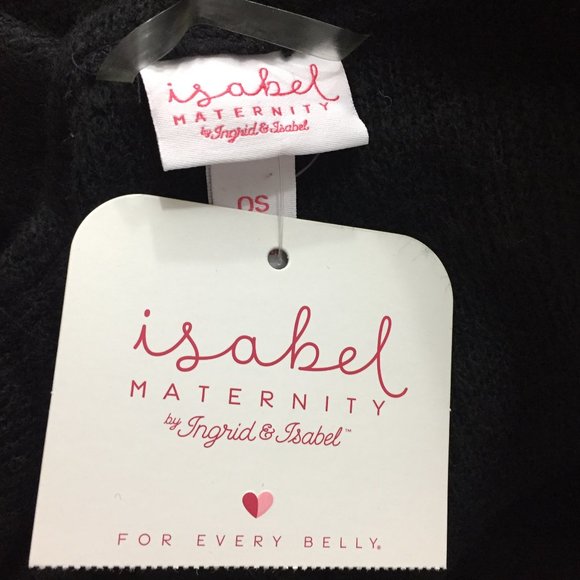 isabel
MATERNITY
by Ingrid & Isabel
OS
isabel
MATERNITY
by Ingrid & Isabel™
FOR EVERY BELLY®